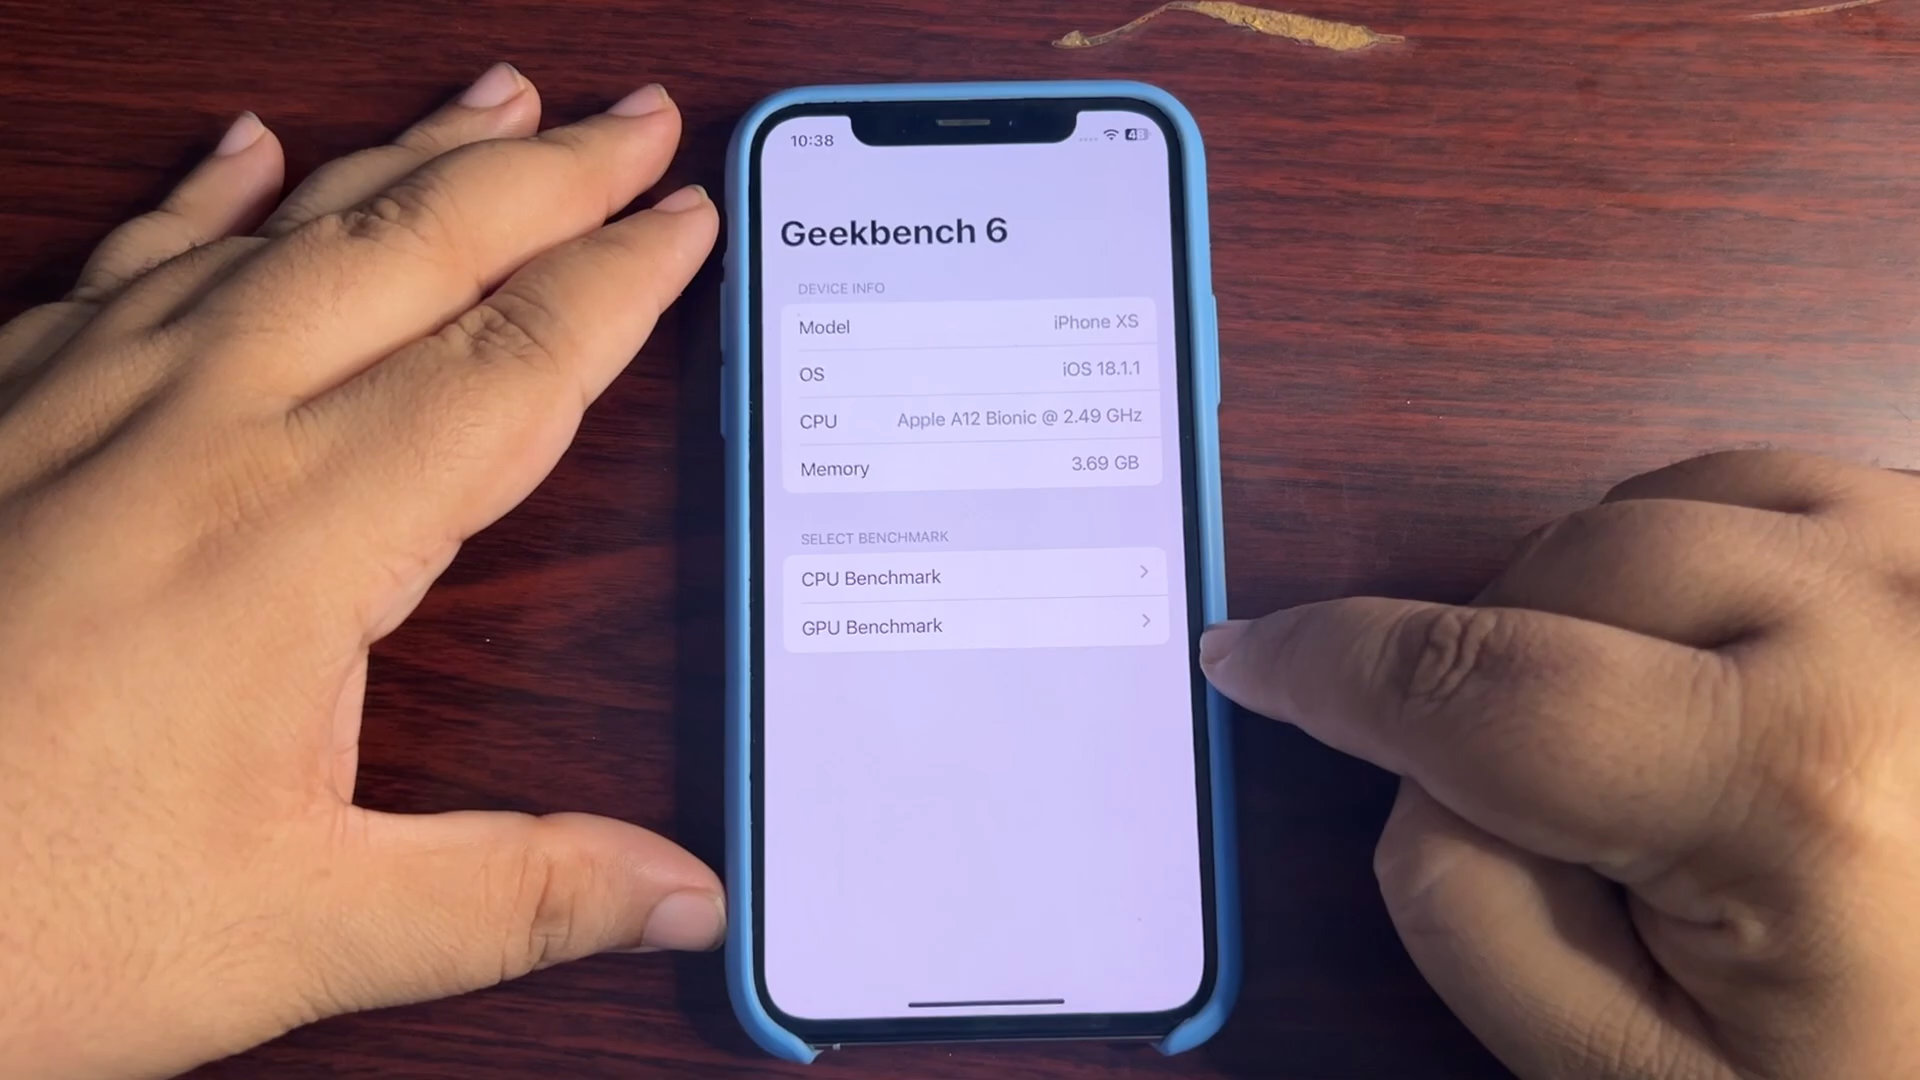 10:38
48
Geekbench 6
DEVICE INFO
Model iPhone XS
OS iOS 18.1.1
CPU Apple A12 Bionic @ 2.49 GHz
Memory 3.69 GB
SELECT BENCHMARK
CPU Benchmark
GPU Benchmark